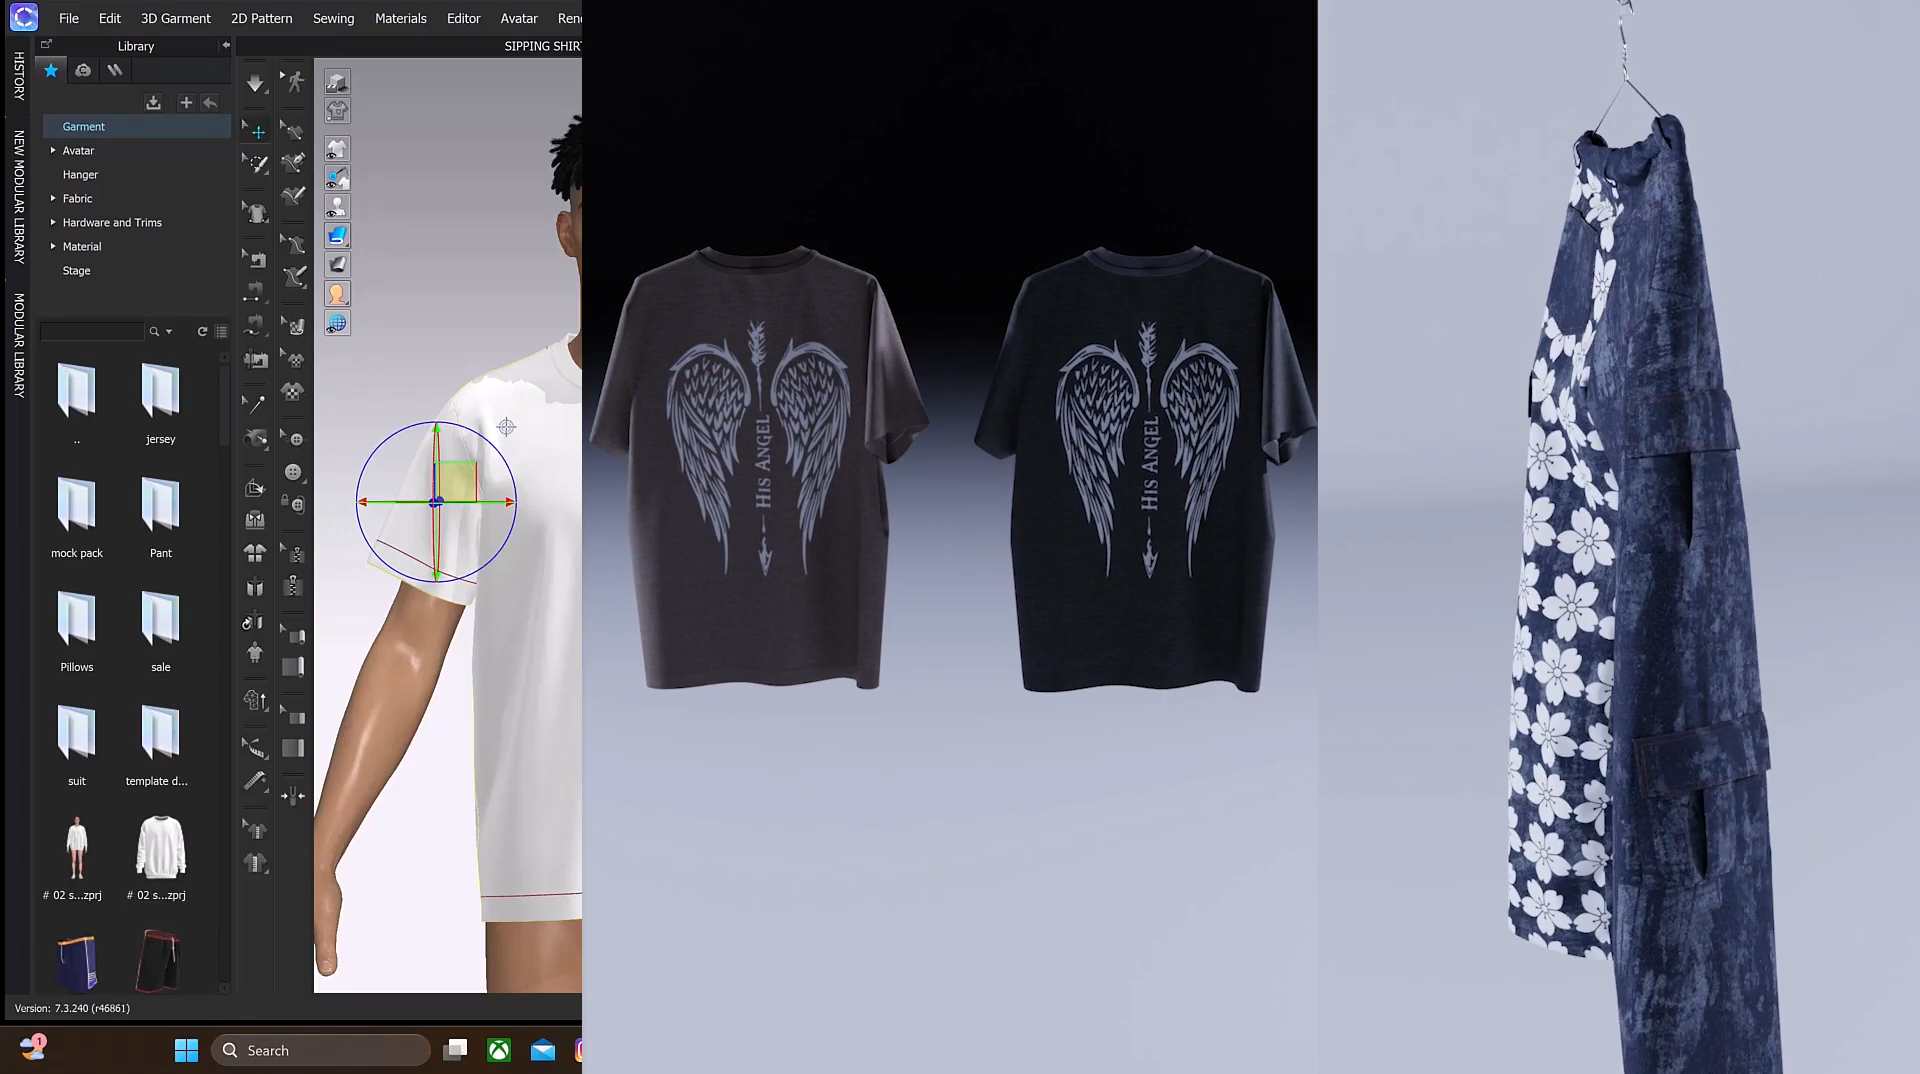 File Edit 3D Garment 2D Pattern Sewing Materials Editor Avatar
Library
SIPPING SHIRT
HISTORY
NEW MODULAR LIBRARY
MODULAR LIBRARY
Garment
Avatar
Hanger
Fabric
Hardware and Trims
Material
Stage
.. jersey
mock pack Pant
Pillows sale
suit template d...
# 02 s...zprj # 02 s...zprj
Version: 7.3.240 (r46861)
1
Search
HIS ANGEL
HIS ANGEL